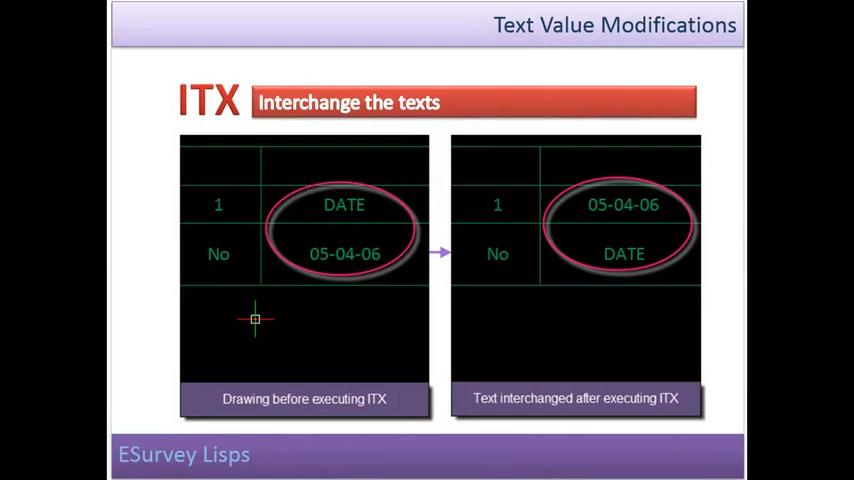 Text Value Modifications
ITX Interchange the texts
1 DATE
No 05-04-06
1 05-04-06
No DATE
Drawing before executing ITX
Text interchanged after executing ITX
ESurvey Lisps